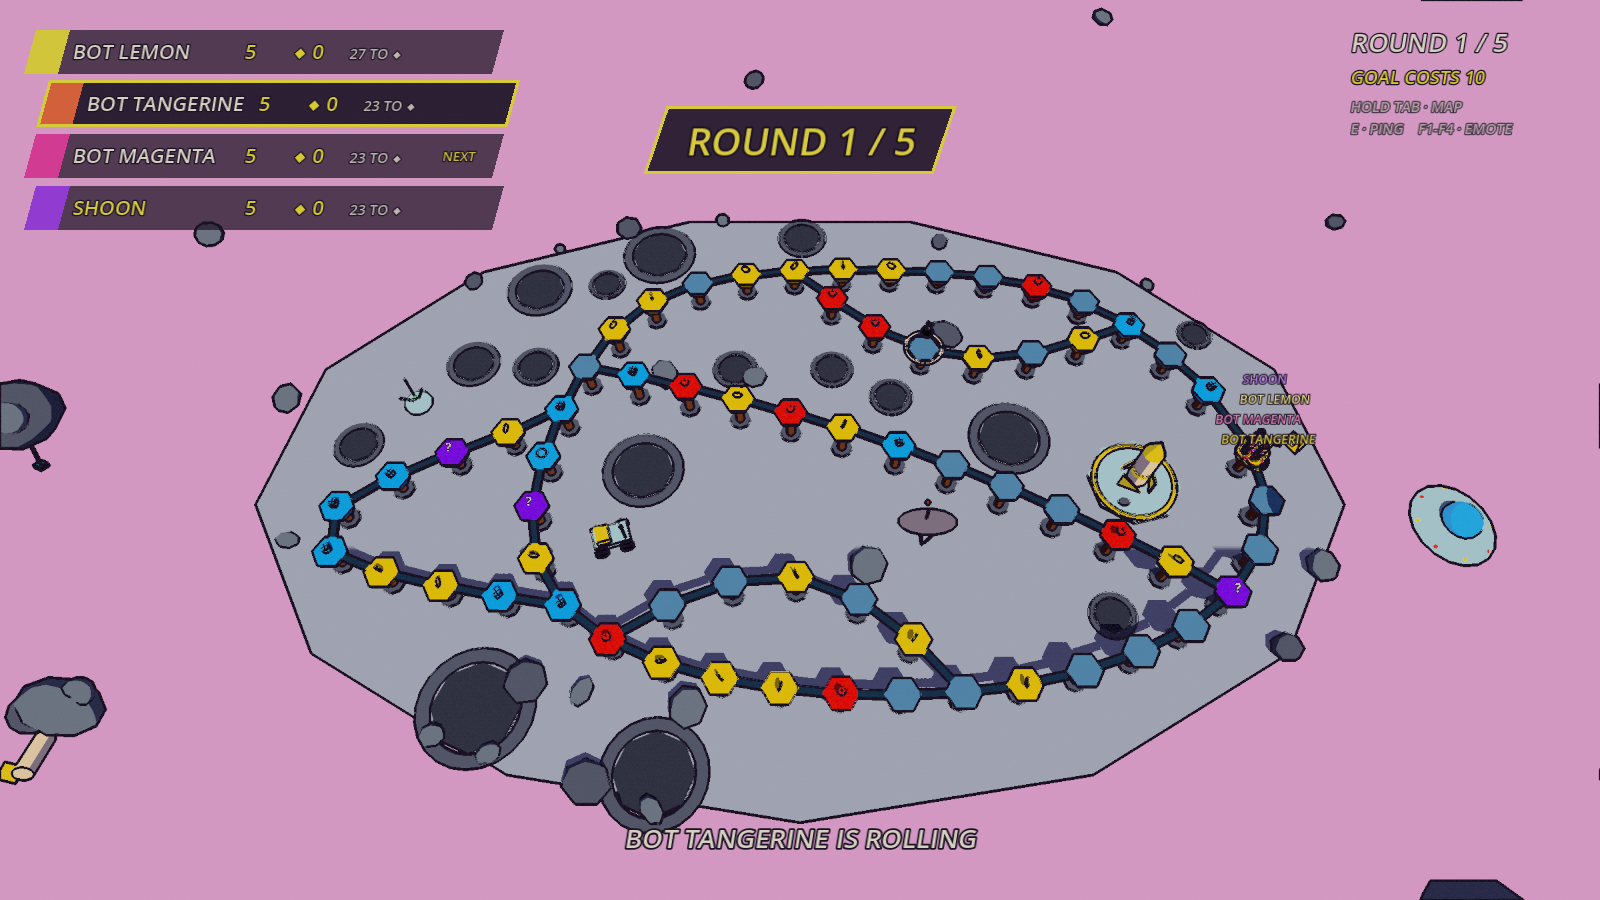 BOT LEMON 5 ◆ 0 27 TO ◆
BOT TANGERINE 5 ◆ 0 23 TO ◆
BOT MAGENTA 5 ◆ 0 23 TO ◆ NEXT
SHOON 5 ◆ 0 23 TO ◆
ROUND 1 / 5
ROUND 1 / 5
GOAL COSTS 10
HOLD TAB · MAP
E · PING F1-F4 · EMOTE
SHOON
BOT LEMON
BOT MAGENTA
BOT TANGERINE
?
?
?
BOT TANGERINE IS ROLLING